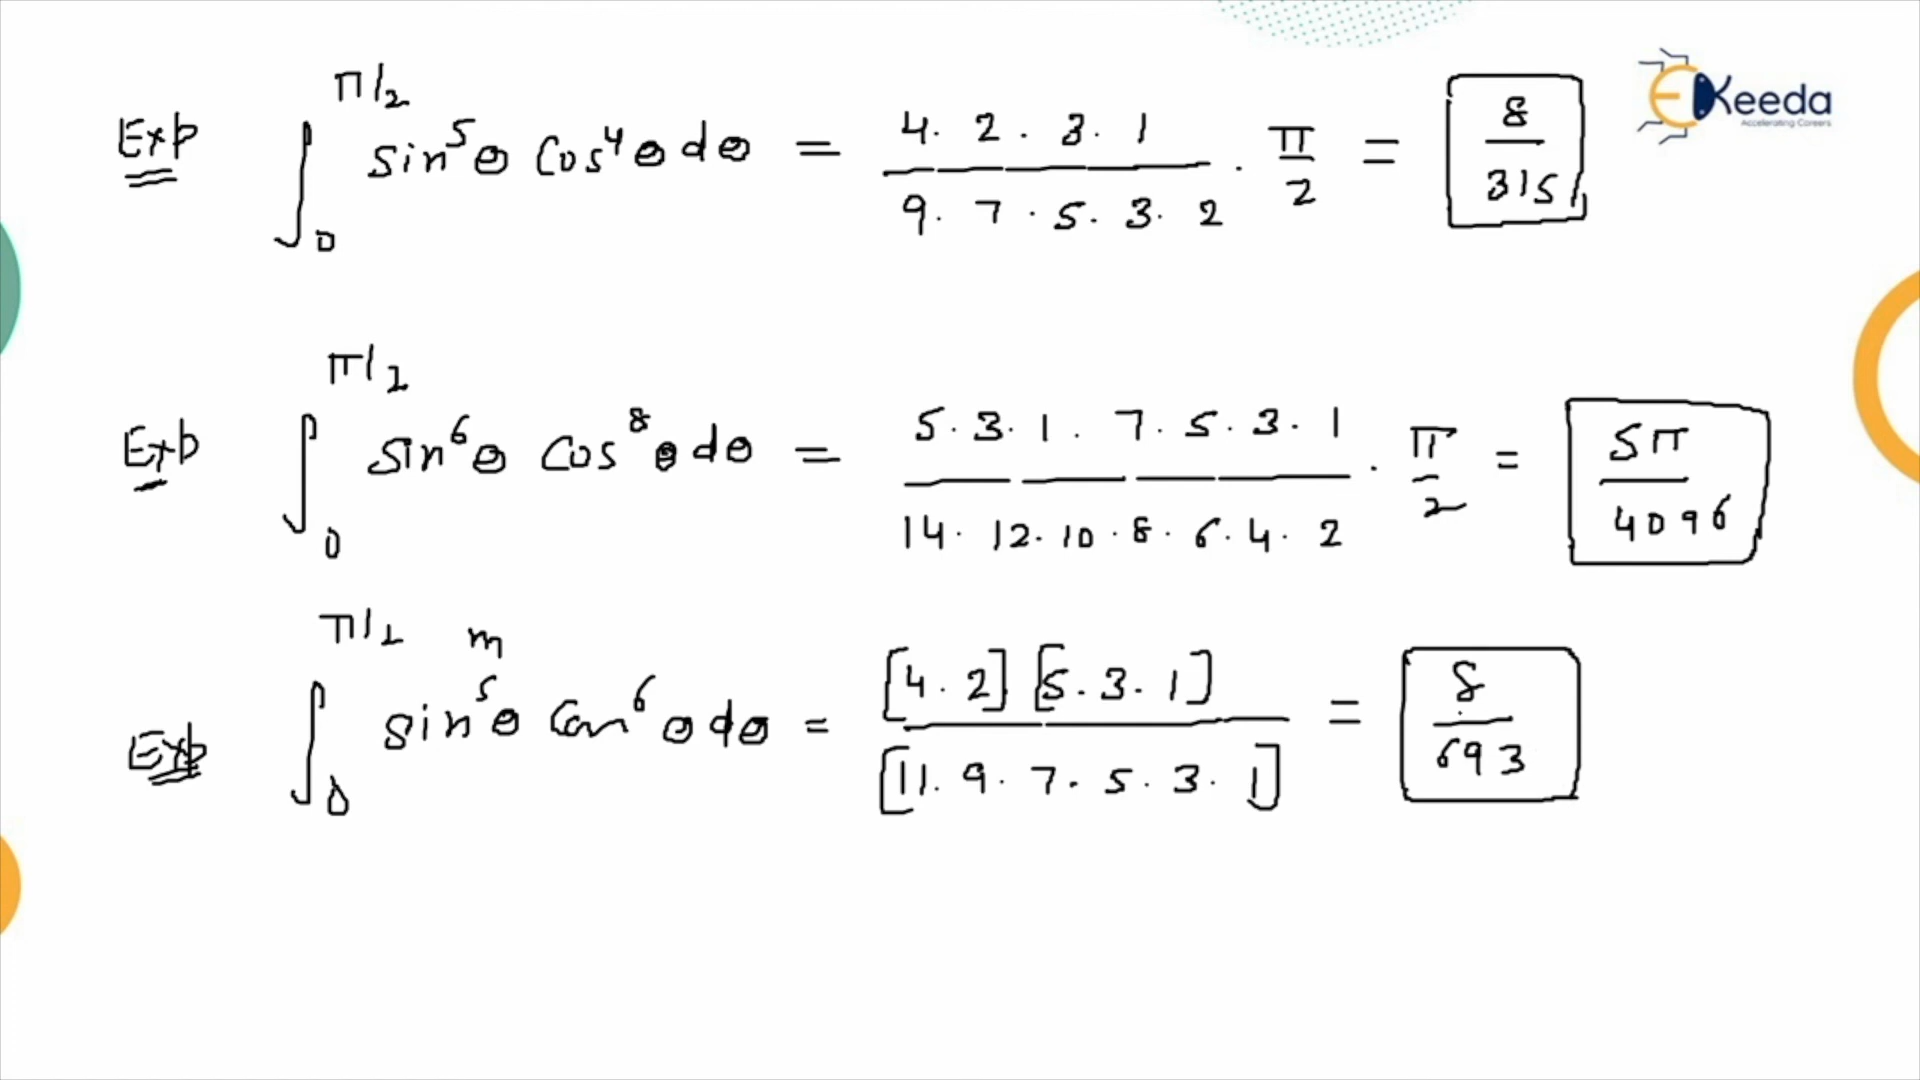 EKeeda
Accelerating Careers
Exp ∫₀^π/2 sin⁵θ cos⁴θ dθ = (4. 2. 3. 1)/(9. 7. 5. 3. 2) . π/2 = 8/315
Exp ∫₀^π/2 sin⁶θ cos⁸θ dθ = (5.3.1.7.5.3.1)/(14.12.10.8.6.4.2) . π/2 = 5π/4096
m
Exp ∫₀^π/2 sin⁵θ cos⁶θ dθ = ([4.2][5.3.1])/([11.9.7.5.3.1]) = 8/693